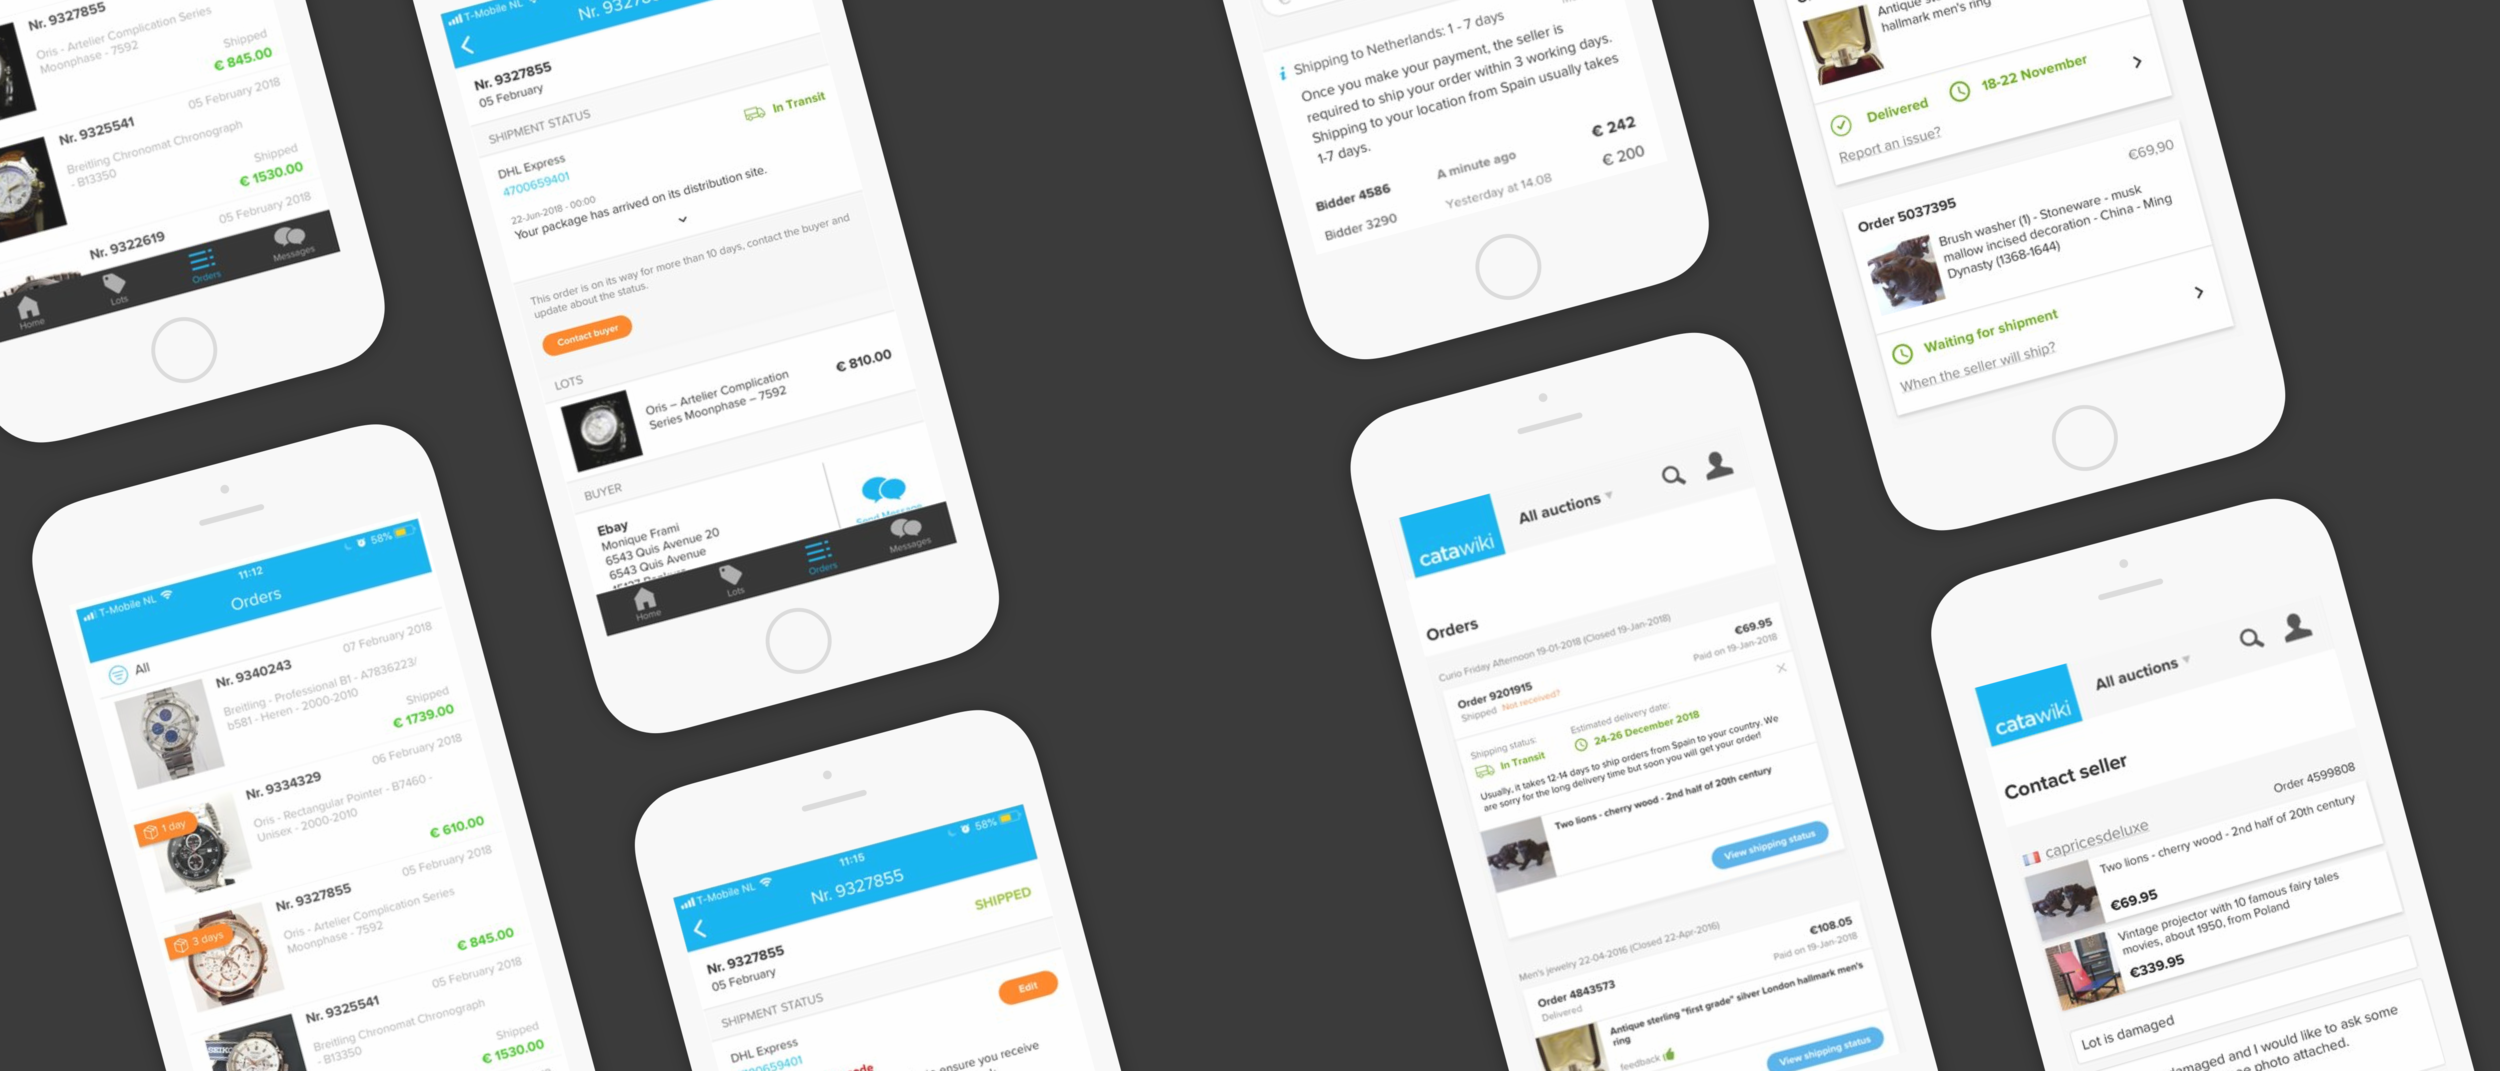 Nr. 9327855
Oris - Artelier Complication Series
Moonphase - 7592
Shipped
€ 845.00
05 February 2018
Nr. 9325541
Breitling Chronomat Chronograph
- B13350
Shipped
€ 1530.00
05 February 2018
Nr. 9322619
Home
Lots
Orders
Messages
T-Mobile NL
11:12
58%
Orders
All
07 February 2018
Nr. 9340243
Breitling - Professional B1 - A7836223/
b581 - Heren - 2000-2010
Shipped
€ 1739.00
06 February 2018
Nr. 9334329
Oris - Rectangular Pointer - B7460 -
Unisex - 2000-2010
1 day
€ 610.00
05 February 2018
Nr. 9327855
Oris - Artelier Complication Series
Moonphase - 7592
3 days
€ 845.00
05 February 2018
Nr. 9325541
Breitling Chronomat Chronograph
- B13350
Shipped
€ 1530.00
SEIKO
T-Mobile NL
Nr. 9327855
05 February
SHIPMENT STATUS
In Transit
DHL Express
4700659401
22-Jun-2018 - 00:00
Your package has arrived on its distribution site.
This order is on its way for more than 10 days, contact the buyer and
update about the status.
Contact buyer
LOTS
Oris – Artelier Complication
Series Moonphase – 7592
€ 810.00
BUYER
Ebay
Monique Frami
6543 Quis Avenue 20
6543 Quis Avenue
Send Message
Home
Lots
Orders
Messages
T-Mobile NL
11:15
58%
Nr. 9327855
SHIPPED
Nr. 9327855
05 February
SHIPMENT STATUS
Edit
DHL Express
ensure you receive
Shipping to Netherlands: 1 - 7 days
Once you make your payment, the seller is
required to ship your order within 3 working days.
Shipping to your location from Spain usually takes
1-7 days.
Bidder 4586
A minute ago
€ 242
Bidder 3290
Yesterday at 14.08
€ 200
catawiki
All auctions
Orders
Curio Friday Afternoon 19-01-2018 (Closed 19-Jan-2018)
Order 9201915
€69.95
Shipped Not received?
Paid on 19-Jan-2018
Shipping status:
In Transit
Estimated delivery date:
24-26 December 2018
Usually, it takes 12-14 days to ship orders from Spain to your country. We
are sorry for the long delivery time but soon you will get your order!
Two lions - cherry wood - 2nd half of 20th century
View shipping status
Men's jewelry 22-04-2016 (Closed 22-Apr-2016)
Order 4843573
€108.05
Delivered
Paid on 19-Jan-2018
Antique sterling "first grade" silver London hallmark men's
ring
feedback
View shipping status
hallmark men's ring
Delivered
18-22 November
Report an issue?
€69,90
Order 5037395
Brush washer (1) - Stoneware - musk
mallow incised decoration - China - Ming
Dynasty (1368-1644)
Waiting for shipment
When the seller will ship?
catawiki
All auctions
Contact seller
Order 4599808
capricesdeluxe
Two lions - cherry wood - 2nd half of 20th century
€69.95
Vintage projector with 10 famous fairy tales
movies, about 1950, from Poland
€339.95
Lot is damaged
damaged and I would like to ask some
photo attached.